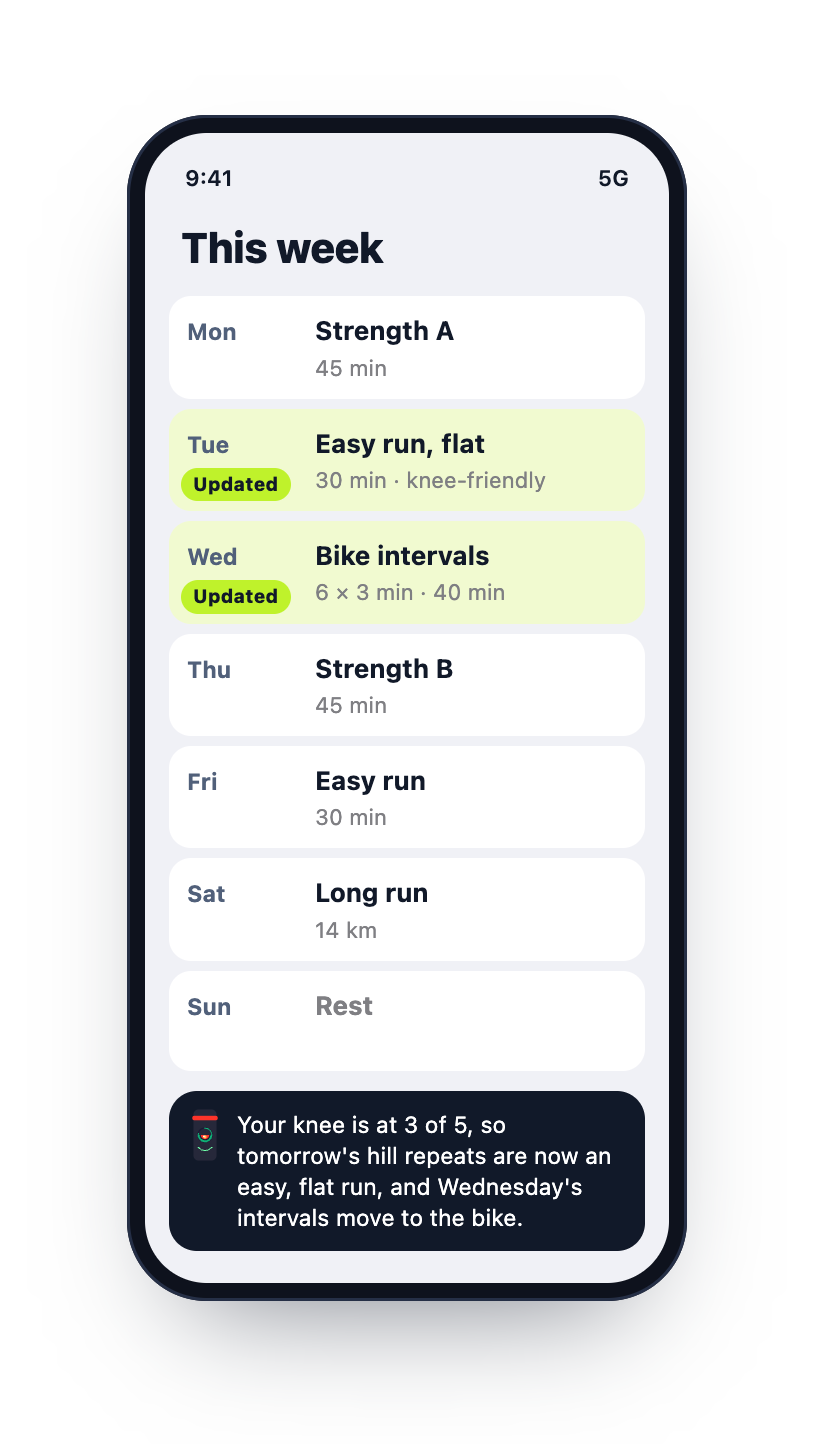 9:41
5G
This week
Mon
Strength A
45 min
Tue
Easy run, flat
Updated
30 min · knee-friendly
Wed
Bike intervals
Updated
6 × 3 min · 40 min
Thu
Strength B
45 min
Fri
Easy run
30 min
Sat
Long run
14 km
Sun
Rest
Your knee is at 3 of 5, so
tomorrow's hill repeats are now an
easy, flat run, and Wednesday's
intervals move to the bike.